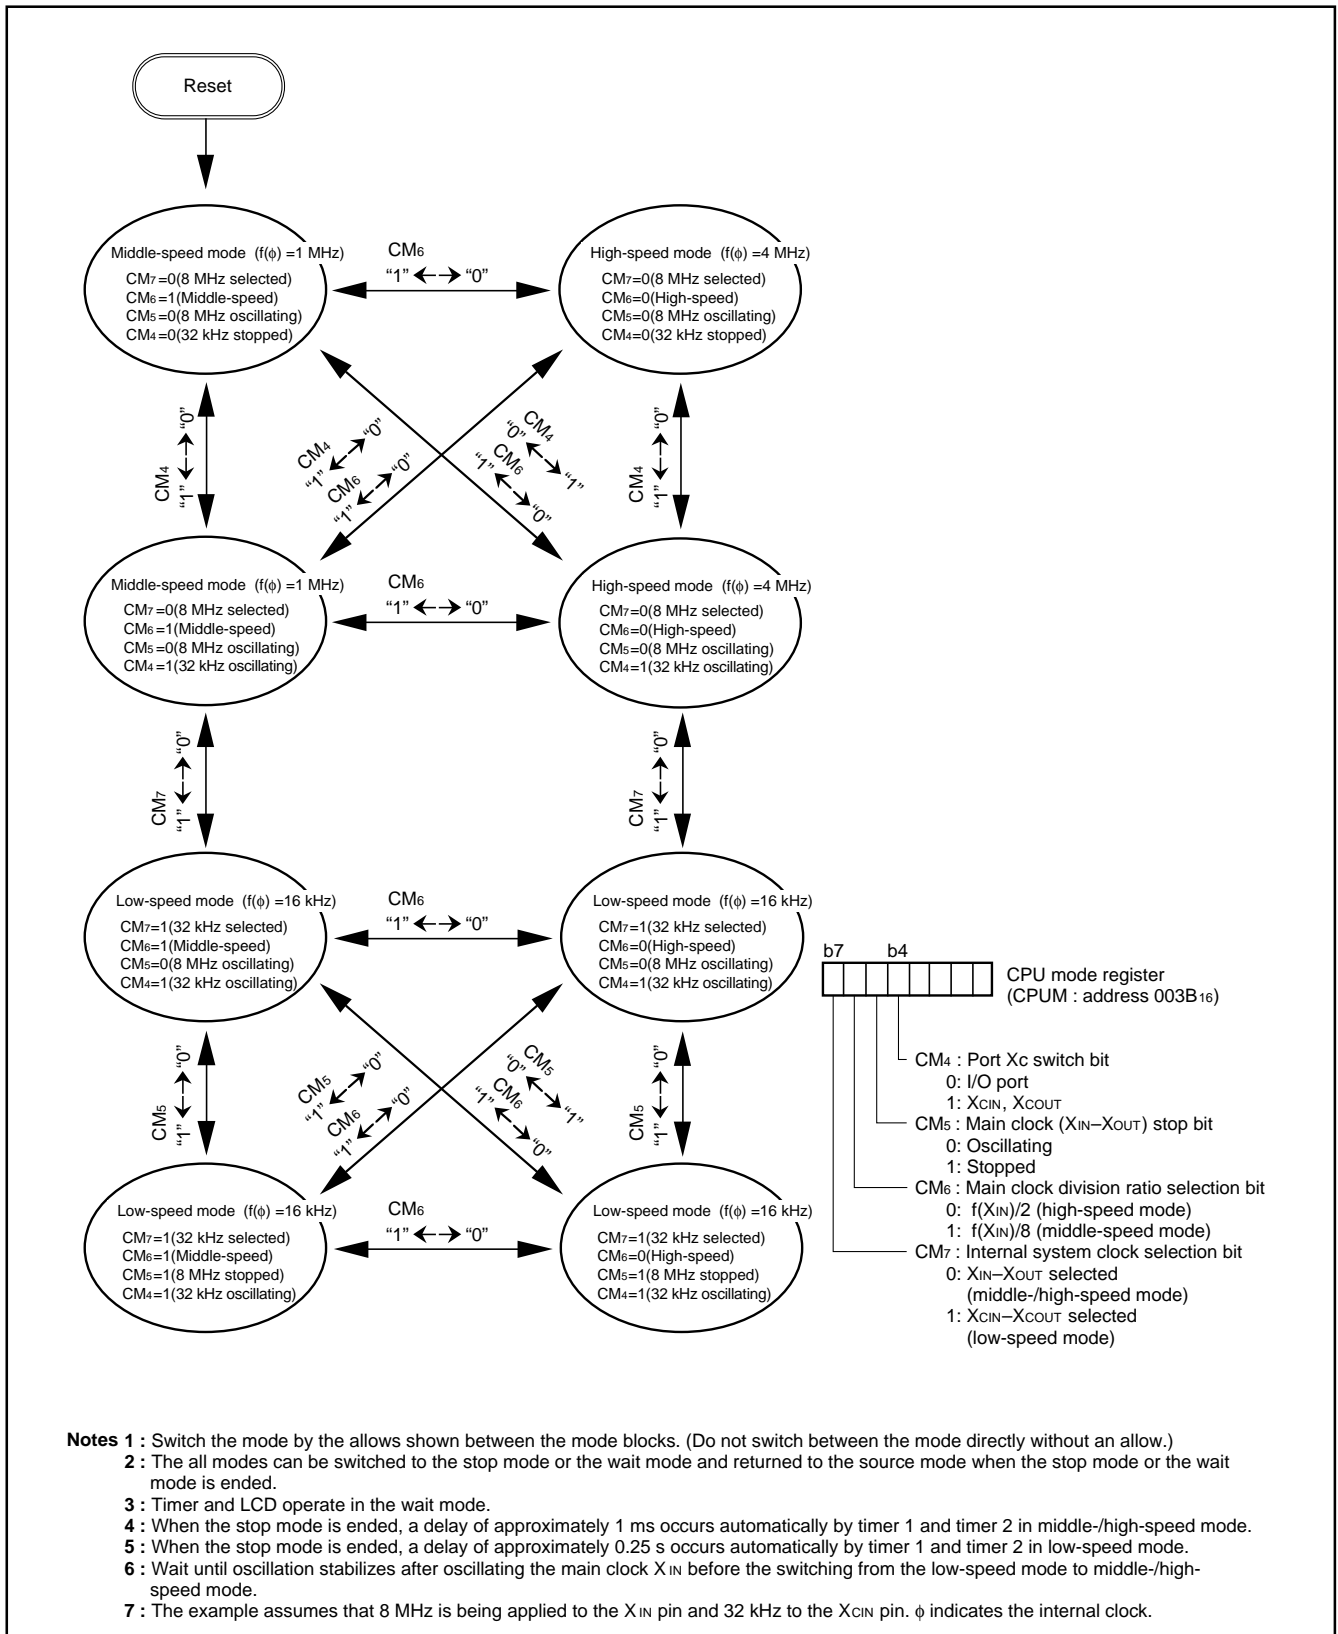 Reset
Middle-speed mode (f(ϕ) =1 MHz)
CM7=0(8 MHz selected)
CM6=1(Middle-speed)
CM5=0(8 MHz oscillating)
CM4=0(32 kHz stopped)
CM6
“1” ←→ “0”
High-speed mode (f(ϕ) =4 MHz)
CM7=0(8 MHz selected)
CM6=0(High-speed)
CM5=0(8 MHz oscillating)
CM4=0(32 kHz stopped)
CM4
“1” ←→ “0”
CM4
“1” ←→ “0”
CM6
“1” ←→ “0”
CM4
“0” ←→ “1”
CM6
“1” ←→ “0”
CM4
“1” ←→ “0”
Middle-speed mode (f(ϕ) =1 MHz)
CM7=0(8 MHz selected)
CM6=1(Middle-speed)
CM5=0(8 MHz oscillating)
CM4=1(32 kHz oscillating)
CM6
“1” ←→ “0”
High-speed mode (f(ϕ) =4 MHz)
CM7=0(8 MHz selected)
CM6=0(High-speed)
CM5=0(8 MHz oscillating)
CM4=1(32 kHz oscillating)
CM7
“1” ←→ “0”
CM7
“1” ←→ “0”
Low-speed mode (f(ϕ) =16 kHz)
CM7=1(32 kHz selected)
CM6=1(Middle-speed)
CM5=0(8 MHz oscillating)
CM4=1(32 kHz oscillating)
CM6
“1” ←→ “0”
Low-speed mode (f(ϕ) =16 kHz)
CM7=1(32 kHz selected)
CM6=0(High-speed)
CM5=0(8 MHz oscillating)
CM4=1(32 kHz oscillating)
CM5
“1” ←→ “0”
CM5
“1” ←→ “0”
CM6
“1” ←→ “0”
CM5
“0” ←→ “1”
CM6
“1” ←→ “0”
CM5
“1” ←→ “0”
Low-speed mode (f(ϕ) =16 kHz)
CM7=1(32 kHz selected)
CM6=1(Middle-speed)
CM5=1(8 MHz stopped)
CM4=1(32 kHz oscillating)
CM6
“1” ←→ “0”
Low-speed mode (f(ϕ) =16 kHz)
CM7=1(32 kHz selected)
CM6=0(High-speed)
CM5=1(8 MHz stopped)
CM4=1(32 kHz oscillating)
b7 b4
CPU mode register
(CPUM : address 003B16)
CM4 : Port Xc switch bit
0: I/O port
1: XCIN, XCOUT
CM5 : Main clock (XIN–XOUT) stop bit
0: Oscillating
1: Stopped
CM6 : Main clock division ratio selection bit
0: f(XIN)/2 (high-speed mode)
1: f(XIN)/8 (middle-speed mode)
CM7 : Internal system clock selection bit
0: XIN–XOUT selected
(middle-/high-speed mode)
1: XCIN–XCOUT selected
(low-speed mode)
Notes 1 : Switch the mode by the allows shown between the mode blocks. (Do not switch between the mode directly without an allow.)
2 : The all modes can be switched to the stop mode or the wait mode and returned to the source mode when the stop mode or the wait
mode is ended.
3 : Timer and LCD operate in the wait mode.
4 : When the stop mode is ended, a delay of approximately 1 ms occurs automatically by timer 1 and timer 2 in middle-/high-speed mode.
5 : When the stop mode is ended, a delay of approximately 0.25 s occurs automatically by timer 1 and timer 2 in low-speed mode.
6 : Wait until oscillation stabilizes after oscillating the main clock XIN before the switching from the low-speed mode to middle-/high-
speed mode.
7 : The example assumes that 8 MHz is being applied to the XIN pin and 32 kHz to the XCIN pin. ϕ indicates the internal clock.